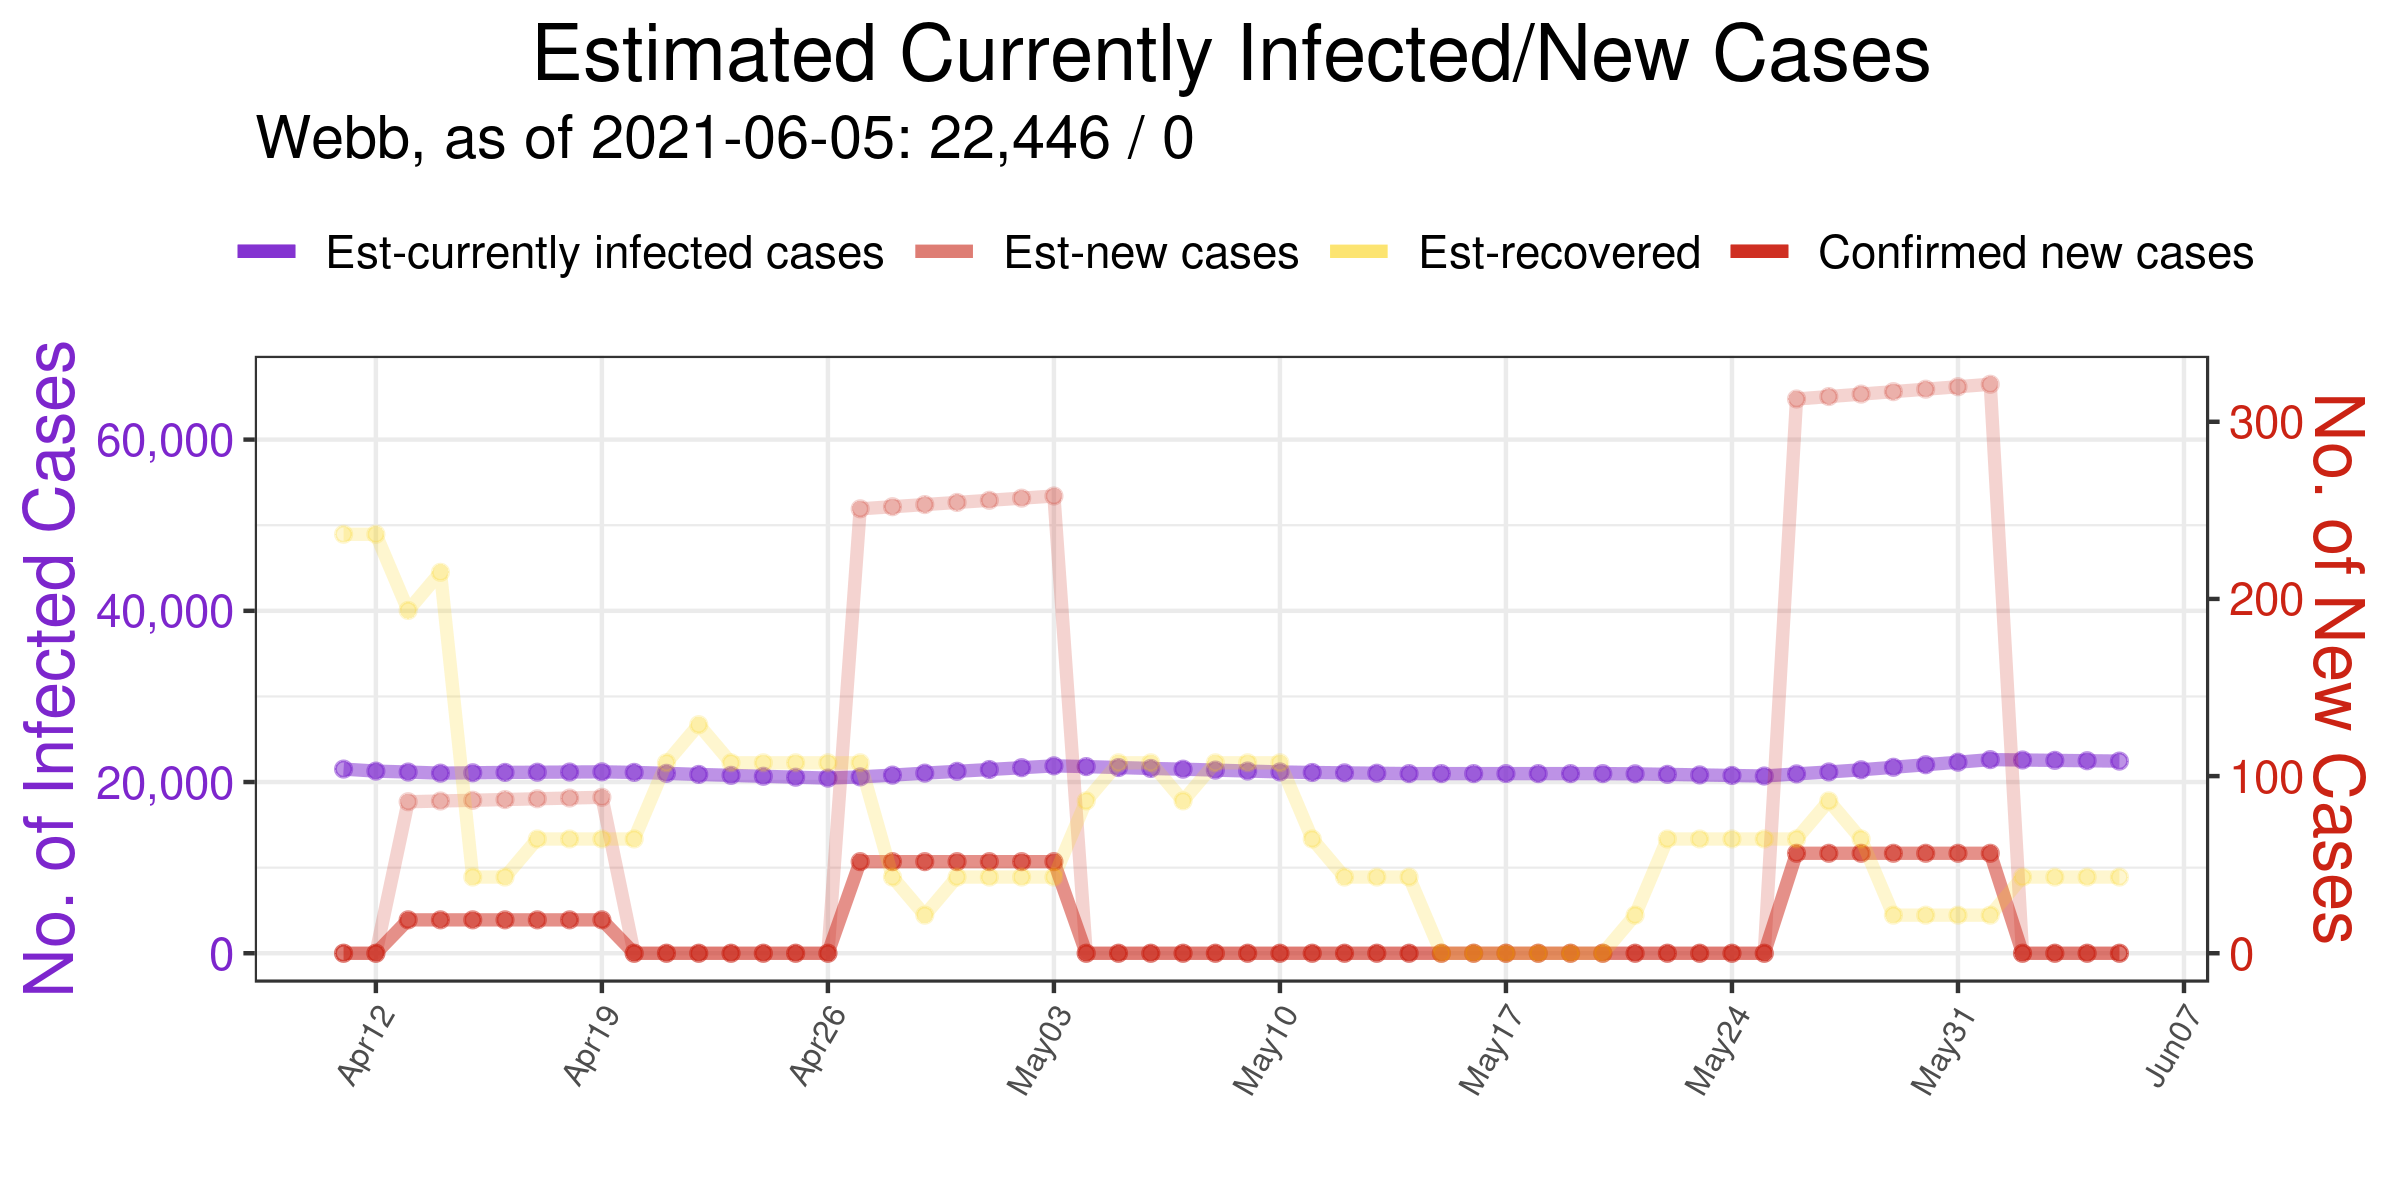 Estimated Currently Infected/New Cases
Webb, as of 2021-06-05: 22,446 / 0
Est-currently infected cases Est-new cases Est-recovered Confirmed new cases
No. of Infected Cases
60,000
40,000
20,000
0
300
200
100
0
No. of New Cases
Apr12 Apr19 Apr26 May03 May10 May17 May24 May31 Jun07